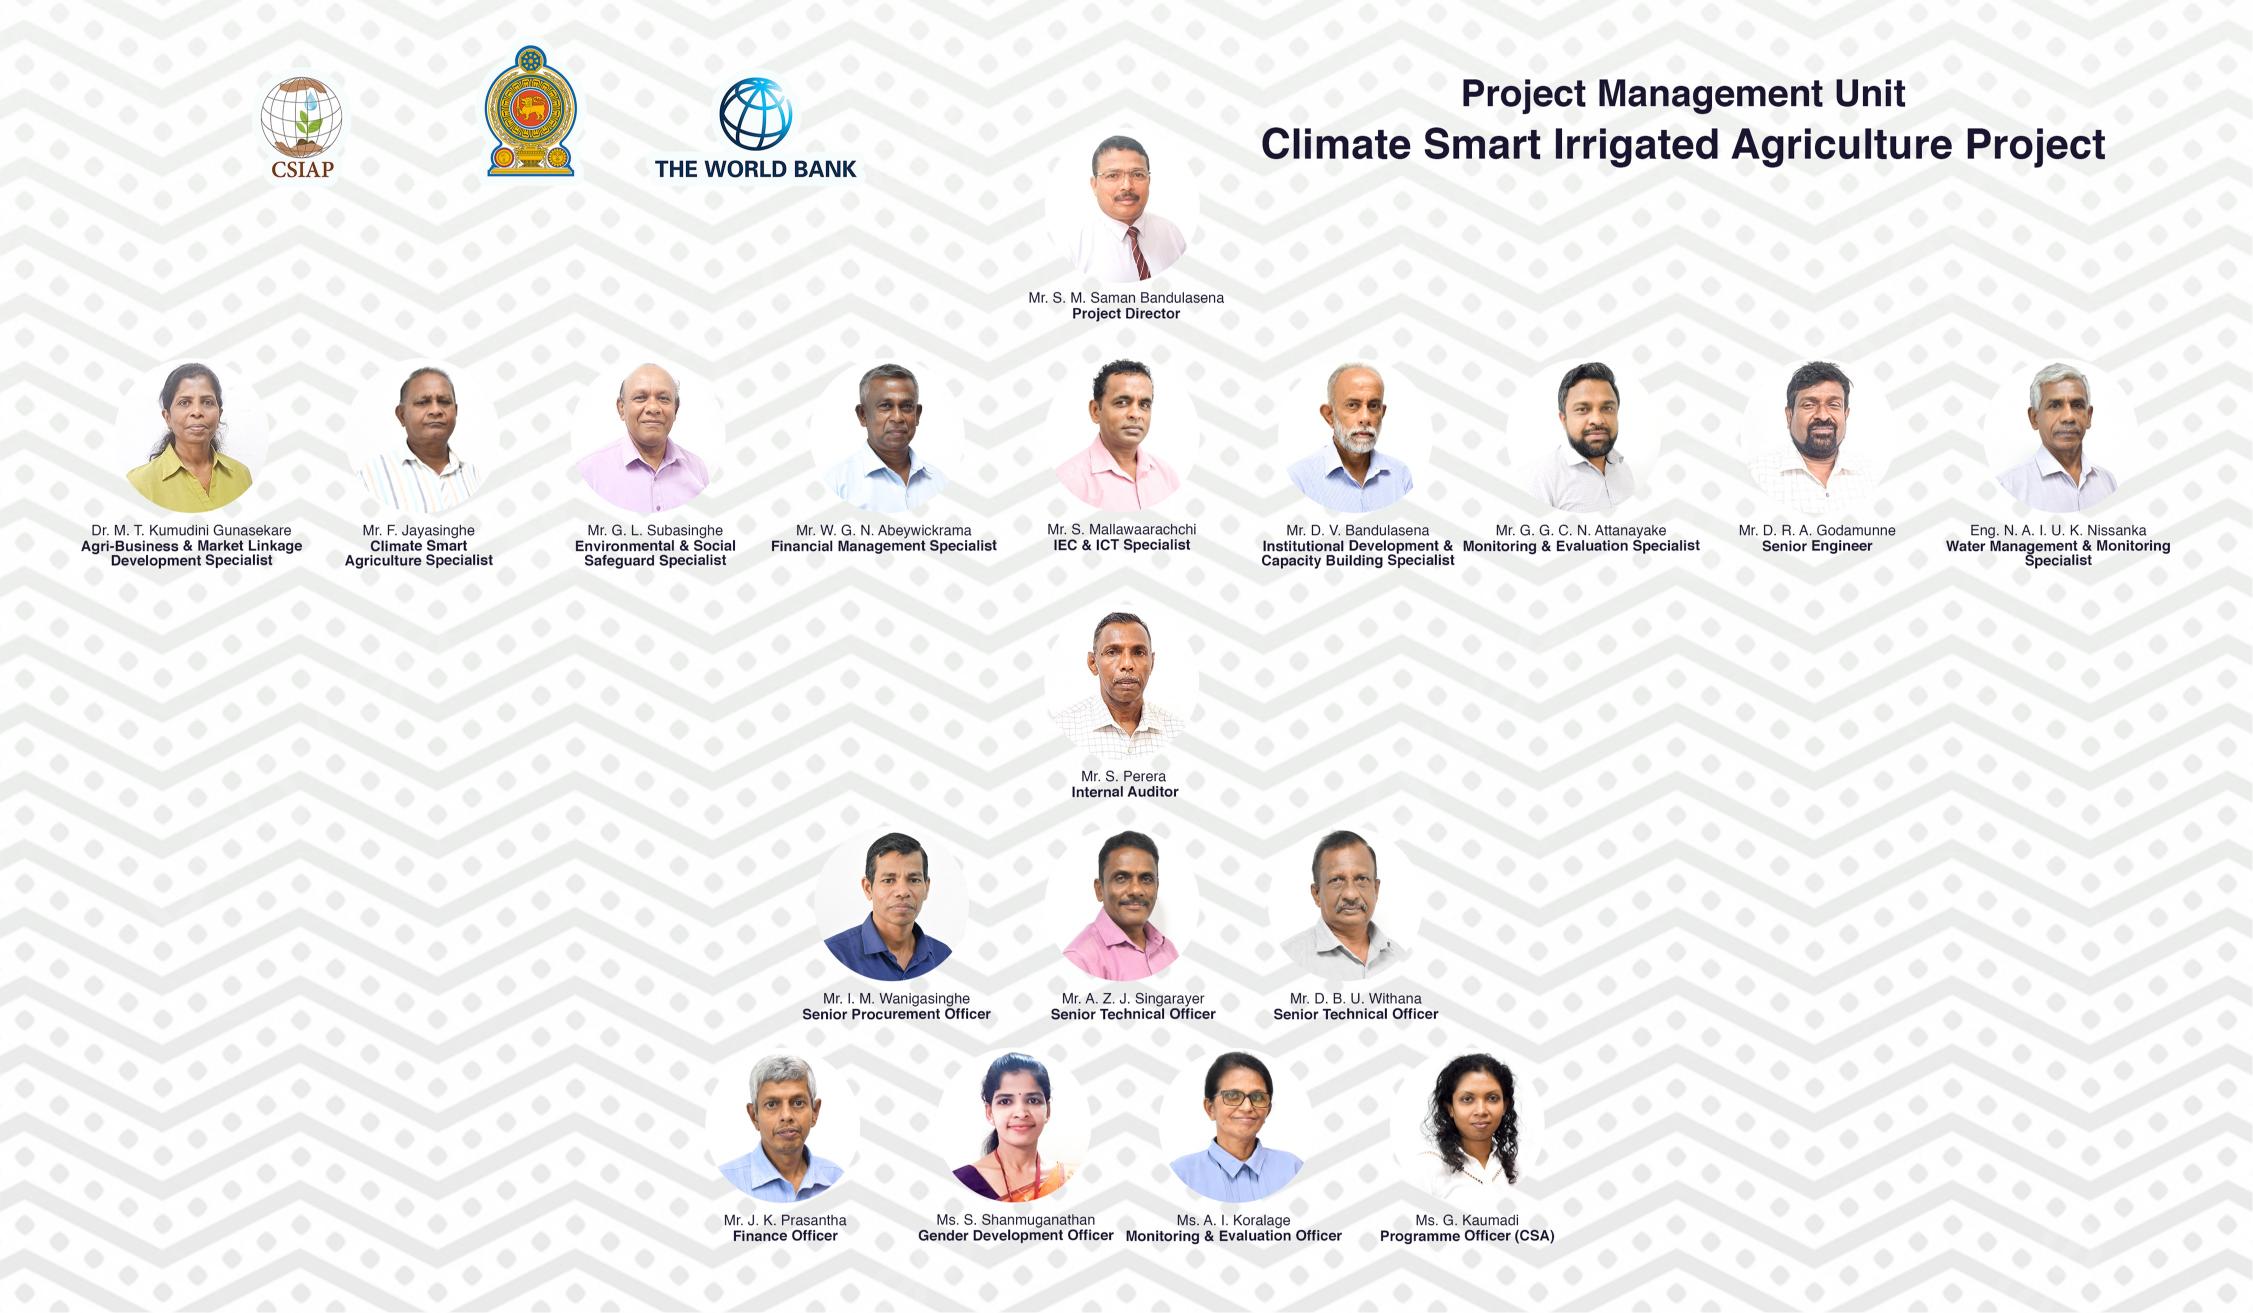 CSIAP
THE WORLD BANK
Project Management Unit
Climate Smart Irrigated Agriculture Project
Mr. S. M. Saman Bandulasena
Project Director
Dr. M. T. Kumudini Gunasekare
Agri-Business & Market Linkage
Development Specialist
Mr. F. Jayasinghe
Climate Smart
Agriculture Specialist
Mr. G. L. Subasinghe
Environmental & Social
Safeguard Specialist
Mr. W. G. N. Abeywickrama
Financial Management Specialist
Mr. S. Mallawaarachchi
IEC & ICT Specialist
Mr. D. V. Bandulasena
Institutional Development &
Capacity Building Specialist
Mr. G. G. C. N. Attanayake
Monitoring & Evaluation Specialist
Mr. D. R. A. Godamunne
Senior Engineer
Eng. N. A. I. U. K. Nissanka
Water Management & Monitoring
Specialist
Mr. S. Perera
Internal Auditor
Mr. I. M. Wanigasinghe
Senior Procurement Officer
Mr. A. Z. J. Singarayer
Senior Technical Officer
Mr. D. B. U. Withana
Senior Technical Officer
Mr. J. K. Prasantha
Finance Officer
Ms. S. Shanmuganathan
Gender Development Officer
Ms. A. I. Koralage
Monitoring & Evaluation Officer
Ms. G. Kaumadi
Programme Officer (CSA)